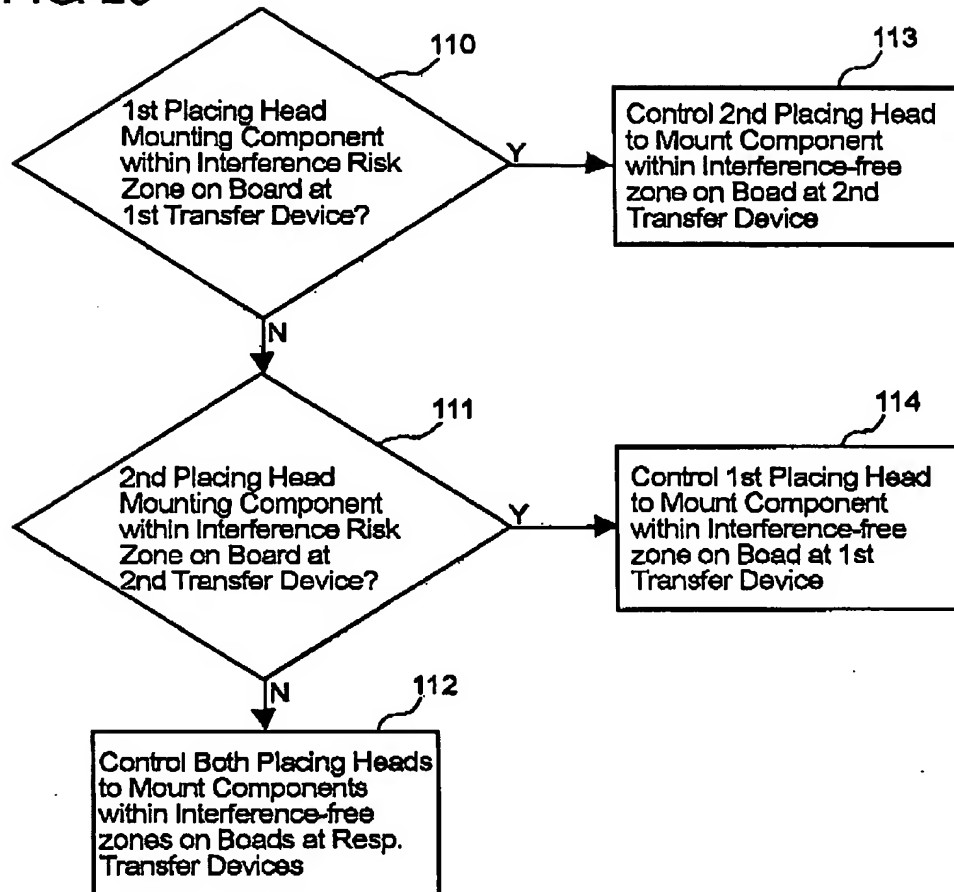 110
1st Placing Head
Mounting Component
within Interference Risk
Zone on Board at
1st Transfer Device?
Y
113
Control 2nd Placing Head
to Mount Component
within Interference-free
zone on Boad at 2nd
Transfer Device
N
111
2nd Placing Head
Mounting Component
within Interference Risk
Zone on Board at
2nd Transfer Device?
Y
114
Control 1st Placing Head
to Mount Component
within Interference-free
zone on Boad at 1st
Transfer Device
N
112
Control Both Placing Heads
to Mount Components
within Interference-free
zones on Boads at Resp.
Transfer Devices